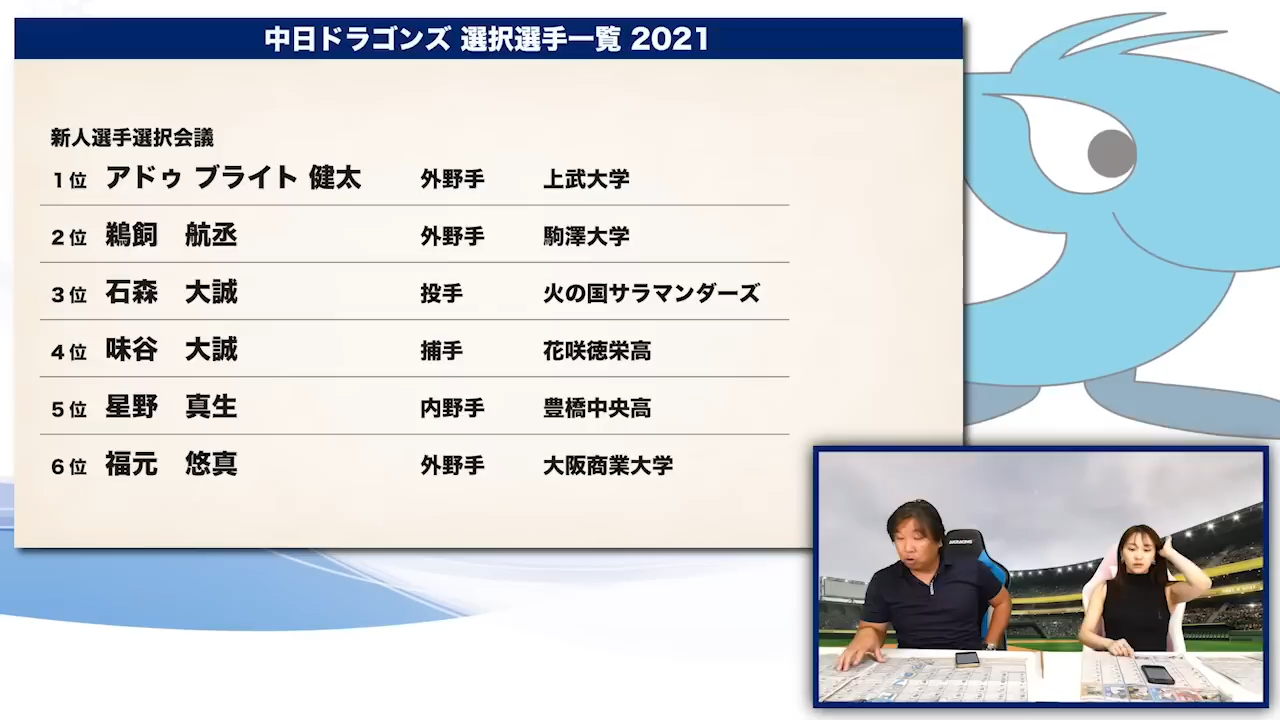 中日ドラゴンズ 選択選手一覧 2021
新人選手選択会議
1位 アドゥ ブライト 健太 外野手 上武大学
2位 鵜飼 航丞 外野手 駒澤大学
3位 石森 大誠 投手 火の国サラマンダーズ
4位 味谷 大誠 捕手 花咲徳栄高
5位 星野 真生 内野手 豊橋中央高
6位 福元 悠真 外野手 大阪商業大学
AKRACING